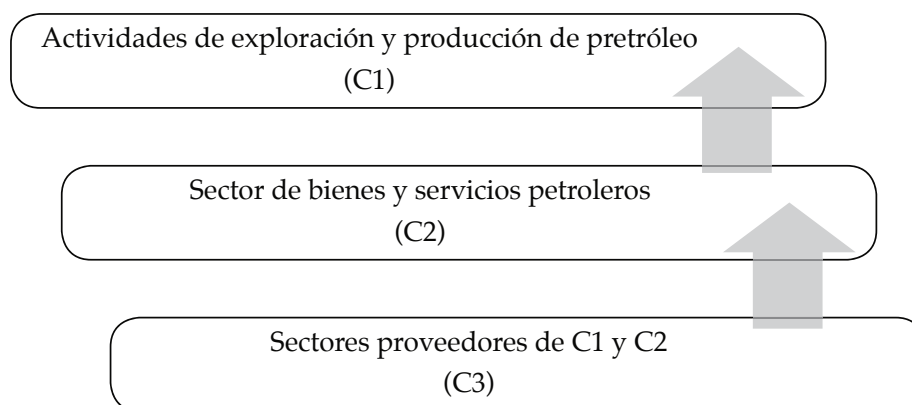 Actividades de exploración y producción de pretróleo
(C1)
Sector de bienes y servicios petroleros
(C2)
Sectores proveedores de C1 y C2
(C3)